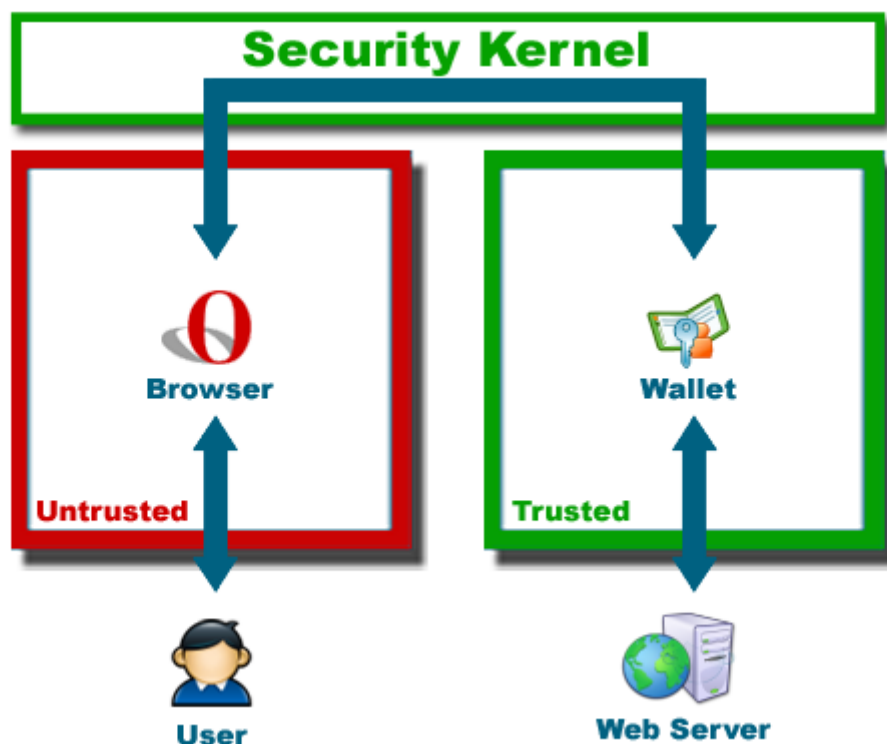 Security Kernel
Browser
Wallet
Untrusted
Trusted
User
Web Server